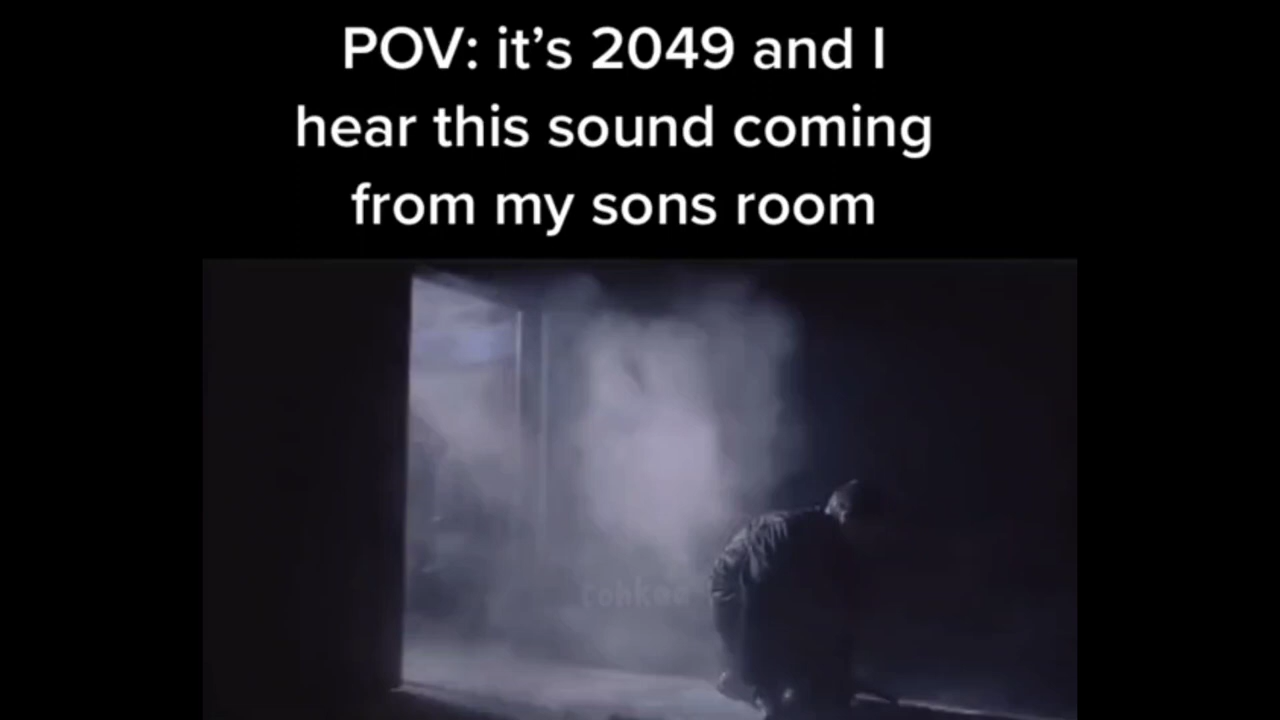 POV: it’s 2049 and I
hear this sound coming
from my sons room